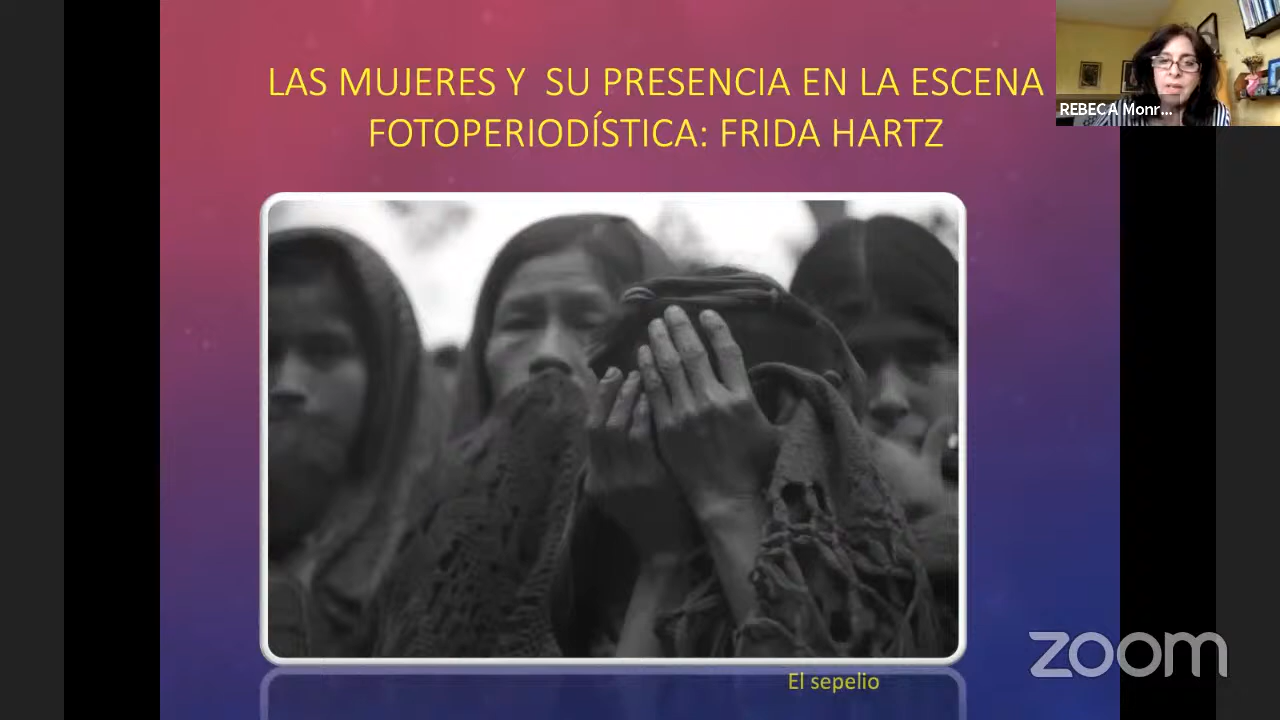 LAS MUJERES Y SU PRESENCIA EN LA ESCENA
FOTOPERIODÍSTICA: FRIDA HARTZ
REBECA Monr...
El sepelio
zoom